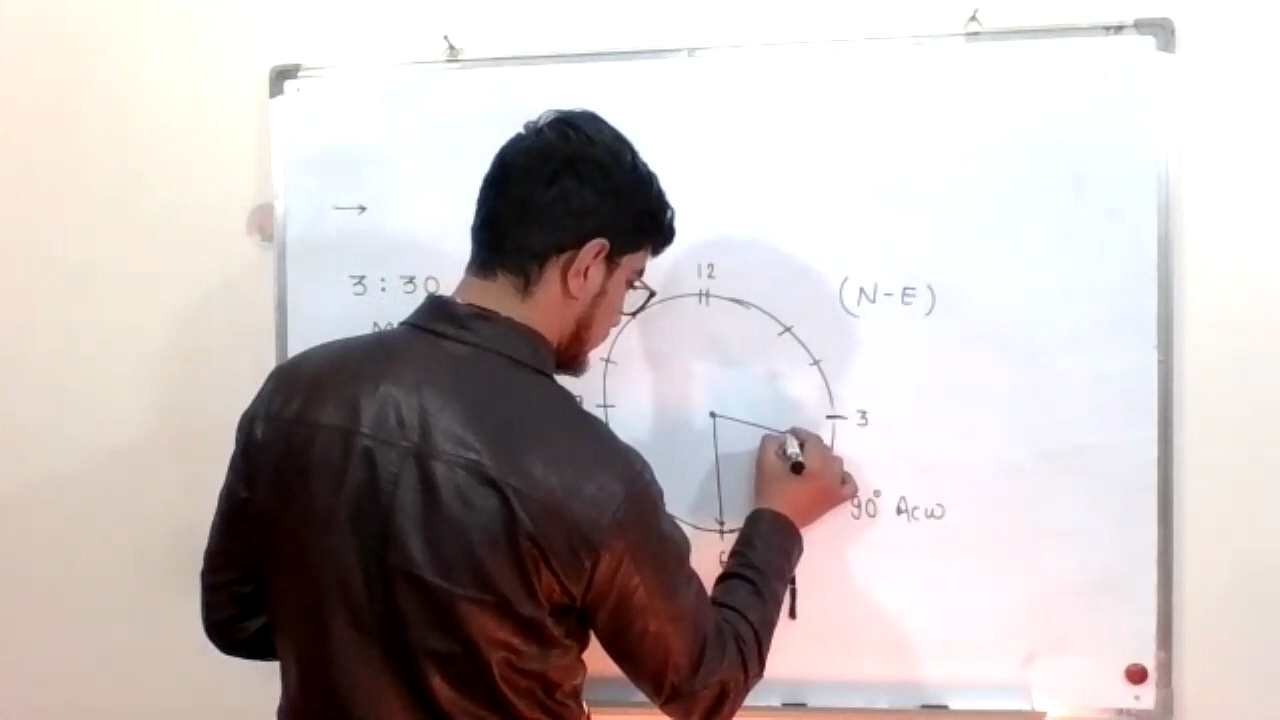 →
3 : 30
12
(N-E)
3
90° Acw